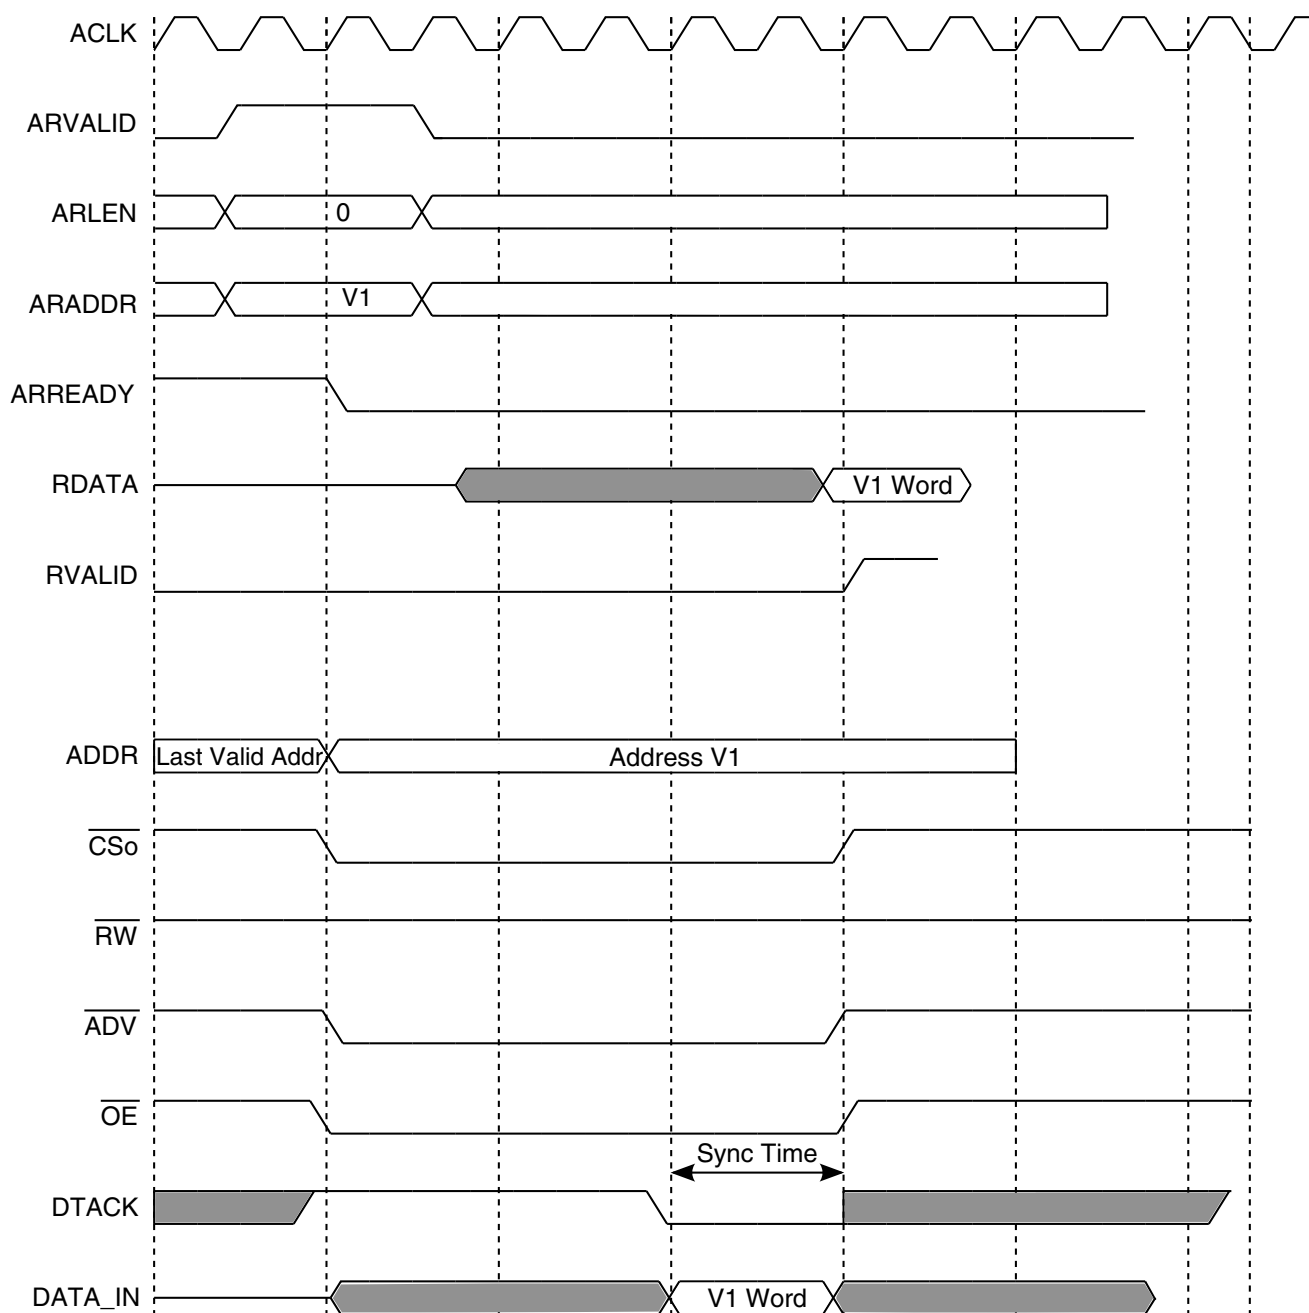 ACLK
ARVALID
ARLEN 0
ARADDR V1
ARREADY
RDATA V1 Word
RVALID
ADDR Last Valid Addr Address V1
CSo
RW
ADV
OE
Sync Time
DTACK
DATA_IN V1 Word